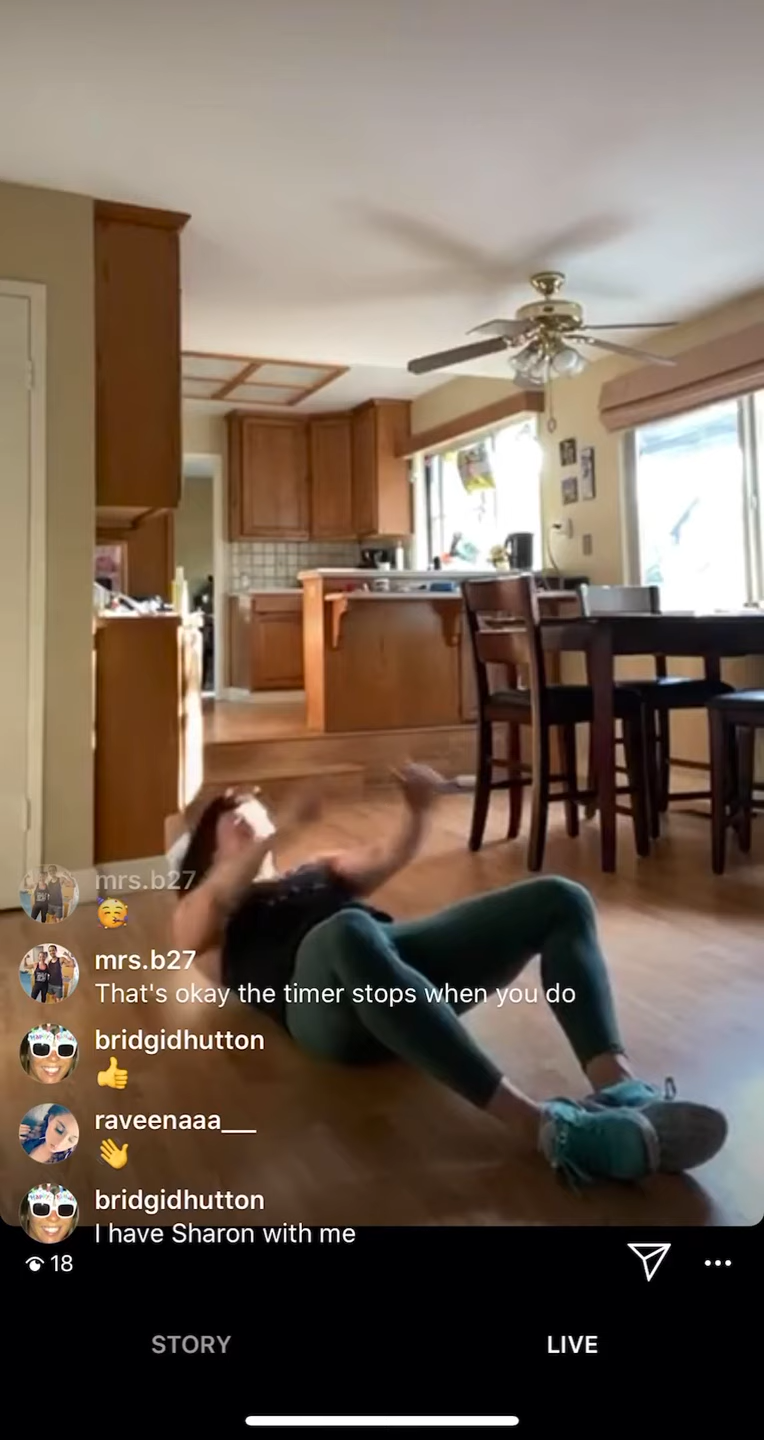 mrs.b27
🥳
mrs.b27
That's okay the timer stops when you do
bridgidhutton
👍
raveenaaa___
👋
bridgidhutton
I have Sharon with me
18
STORY
LIVE